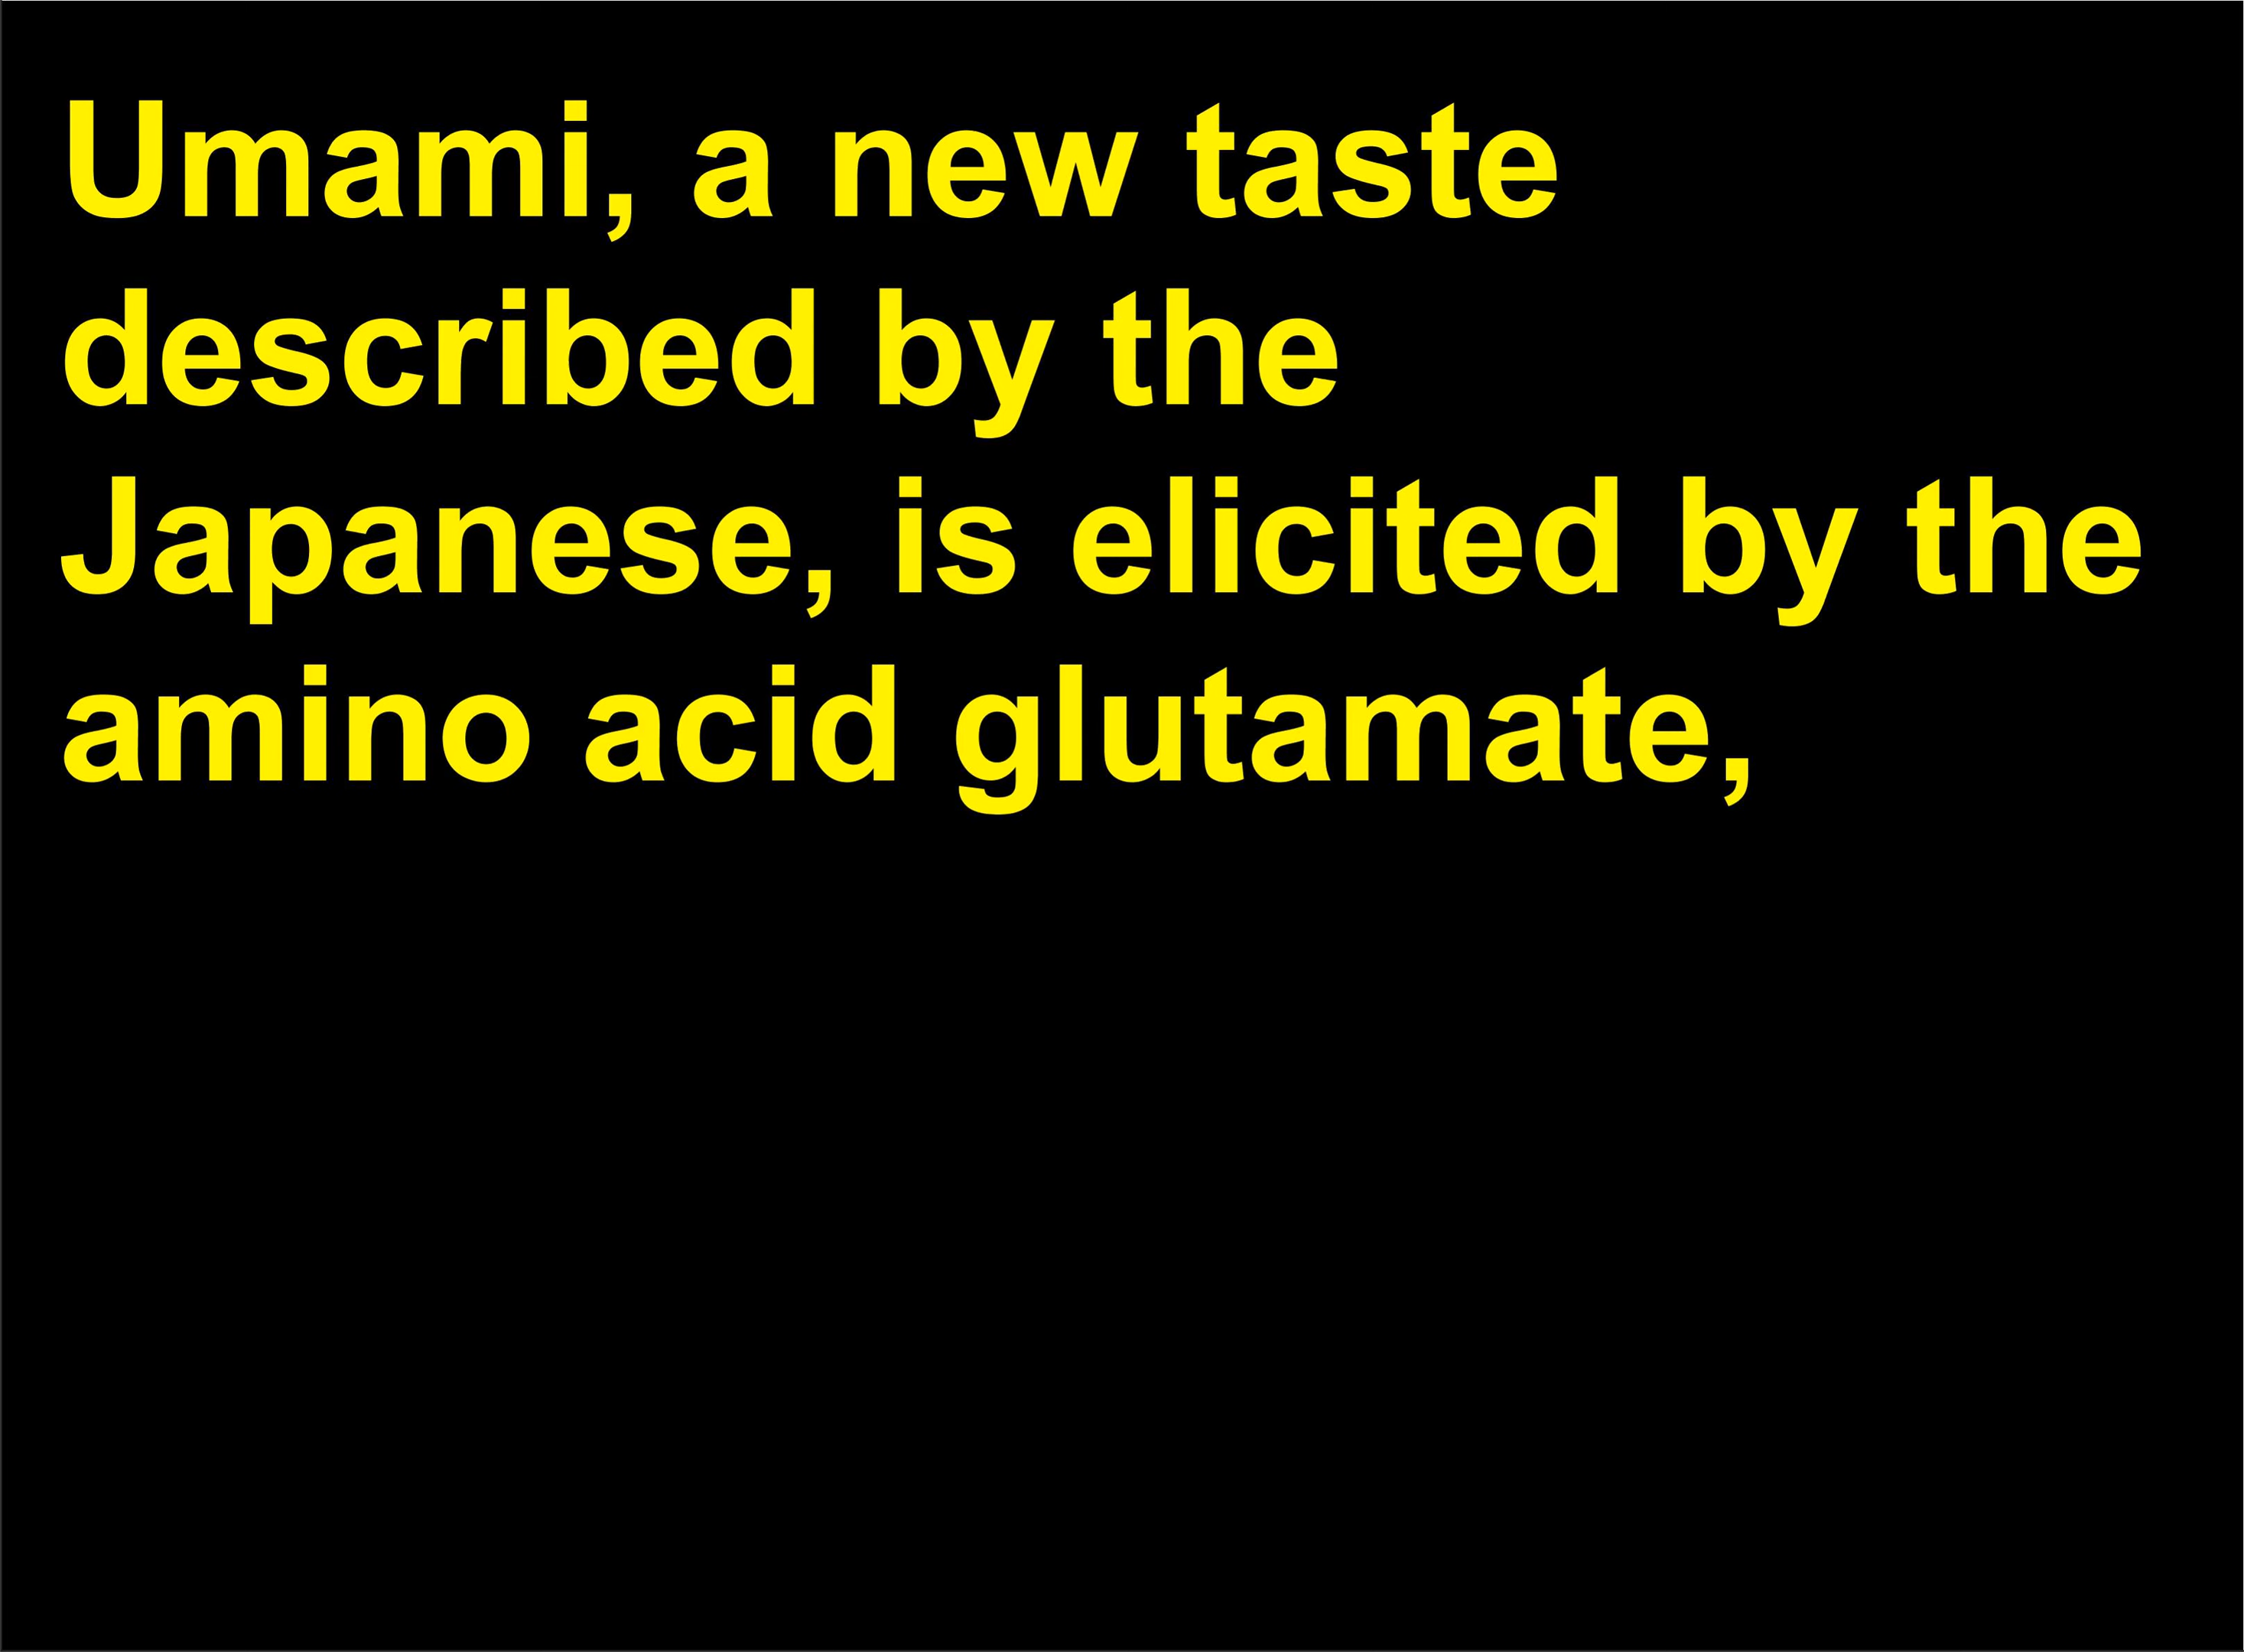 Umami, a new taste
described by the
Japanese, is elicited by the
amino acid glutamate,